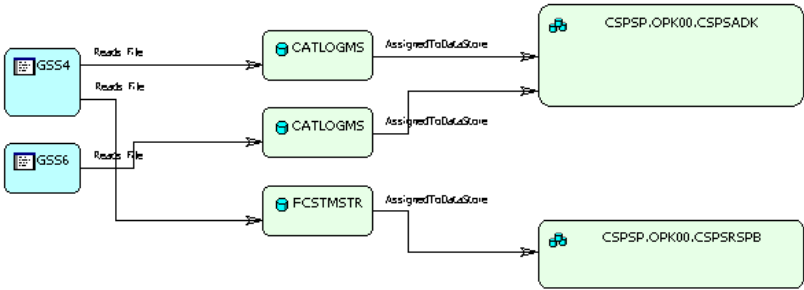 CSPSP.OPK00.CSPSADK
Reads File
AssignedToDataStore
GSS4
CATLOGMS
Reads File
AssignedToDataStore
CATLOGMS
Reads File
GSS6
AssignedToDataStore
FCSTMSTR
CSPSP.OPK00.CSPSRSPB